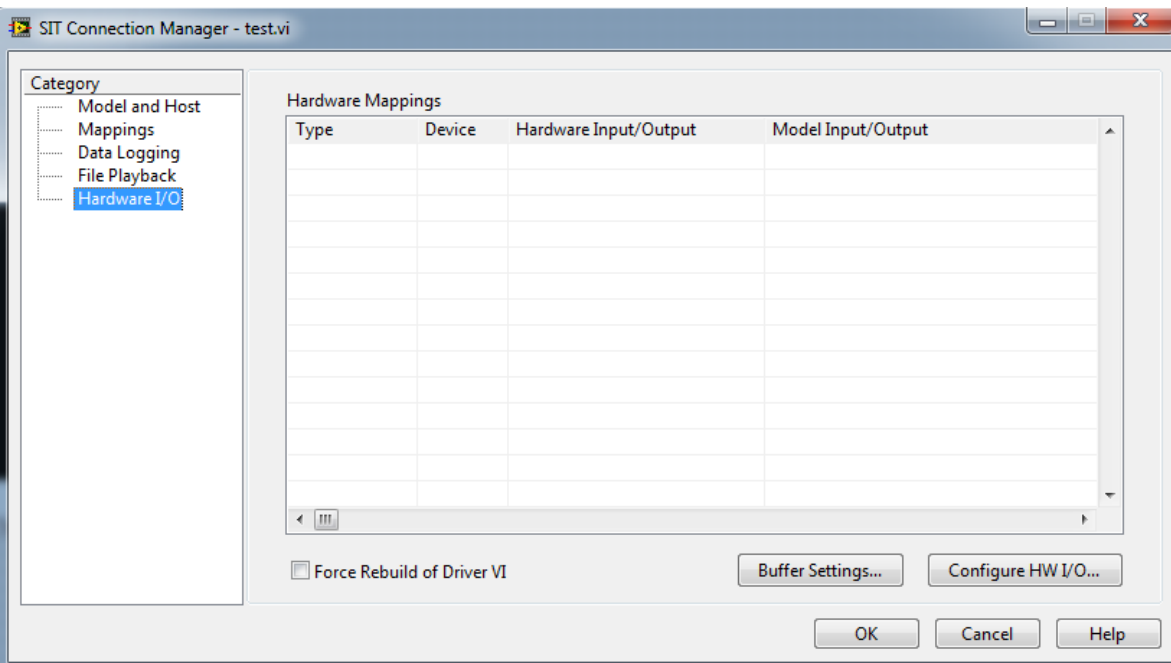 SIT Connection Manager - test.vi
Category
Model and Host
Mappings
Data Logging
File Playback
Hardware I/O
Hardware Mappings
Type Device Hardware Input/Output Model Input/Output
Force Rebuild of Driver VI
Buffer Settings... Configure HW I/O...
OK Cancel Help